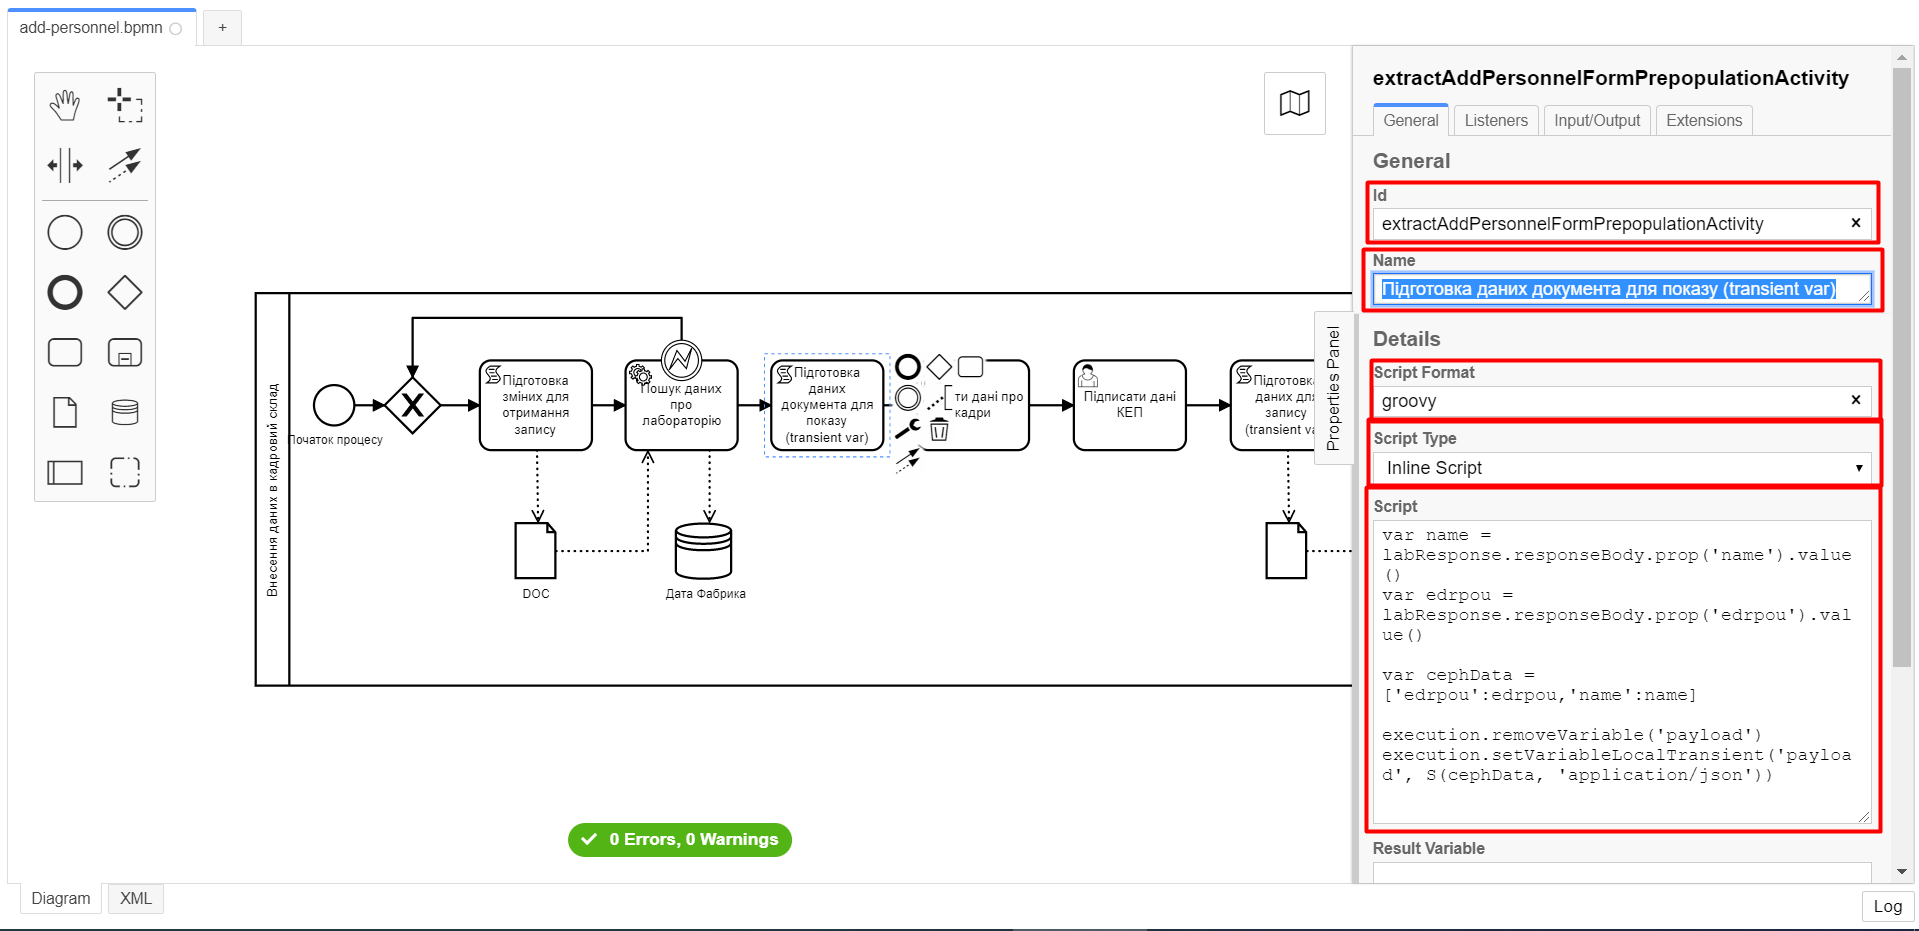 add-personnel.bpmn
+
extractAddPersonnelFormPrepopulationActivity
General
Listeners
Input/Output
Extensions
General
Id
extractAddPersonnelFormPrepopulationActivity
Name
Підготовка даних документа для показу (transient var)
Details
Script Format
groovy
Script Type
Inline Script
Script
var name =
labResponse.responseBody.prop('name').value
()
var edrpou =
labResponse.responseBody.prop('edrpou').val
ue()
var cephData =
['edrpou':edrpou,'name':name]
execution.removeVariable('payload')
execution.setVariableLocalTransient('payloa
d', S(cephData, 'application/json'))
Result Variable
Properties Panel
Внесення даних в кадровий склад
Початок процесу
Підготовка
зміних для
отримання
запису
Пошук даних
про
лабораторію
Підготовка
даних
документа для
показу
(transient var)
ти дані про
кадри
Підписати дані
КЕП
Підготовк
даних для
запису
(transient va
DOC
Дата Фабрика
0 Errors, 0 Warnings
Diagram
XML
Log